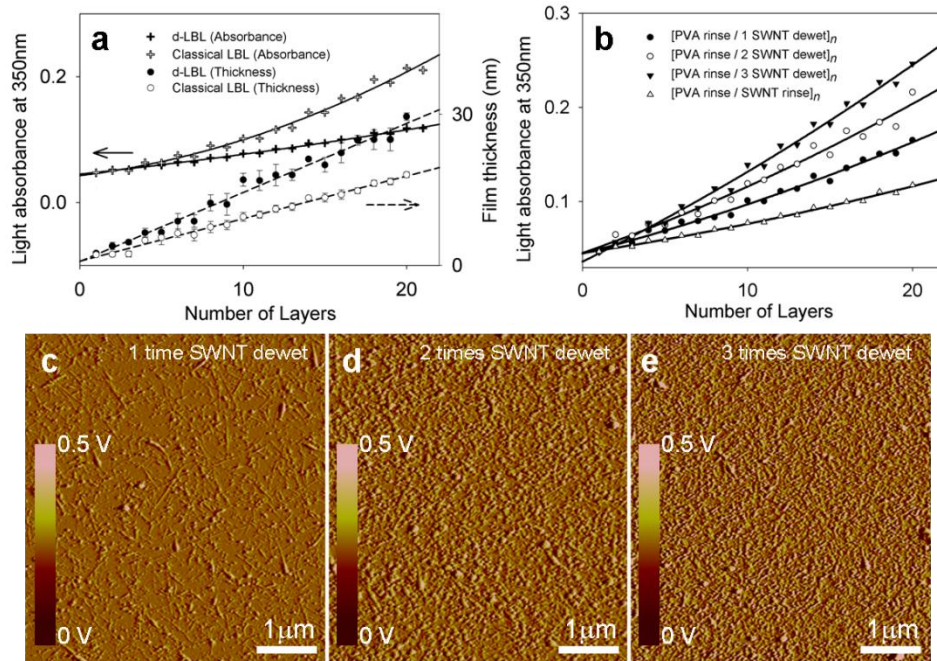 a
d-LBL (Absorbance)
Classical LBL (Absorbance)
d-LBL (Thickness)
Classical LBL (Thickness)
Light absorbance at 350nm
0.2
0.0
30
0
Film thickness (nm)
0
10
20
Number of Layers
b
[PVA rinse / 1 SWNT dewet]n
[PVA rinse / 2 SWNT dewet]n
[PVA rinse / 3 SWNT dewet]n
[PVA rinse / SWNT rinse]n
Light absorbance at 350nm
0.3
0.2
0.1
0
10
20
Number of Layers
c
1 time SWNT dewet
0.5 V
0 V
1μm
d
2 times SWNT dewet
0.5 V
0 V
1μm
e
3 times SWNT dewet
0.5 V
0 V
1μm